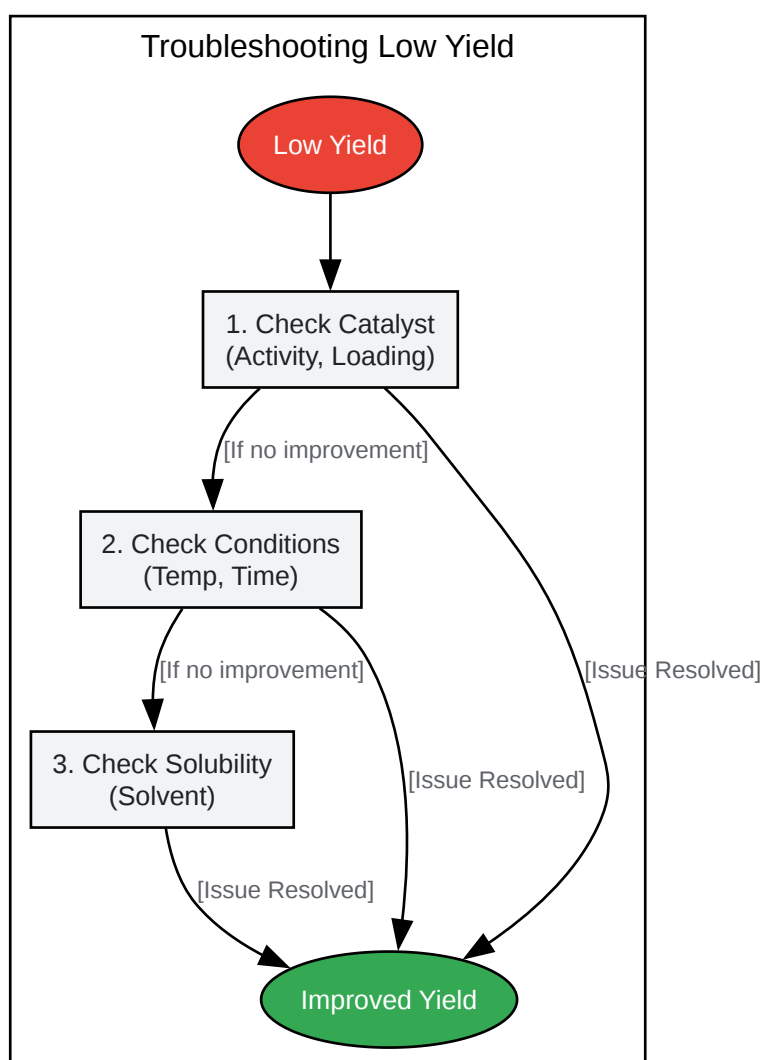 Troubleshooting Low Yield
Low Yield
1. Check Catalyst
(Activity, Loading)
[If no improvement]
2. Check Conditions
(Temp, Time)
[If no improvement]
[Issue Resolved]
3. Check Solubility
(Solvent)
[Issue Resolved]
[Issue Resolved]
Improved Yield